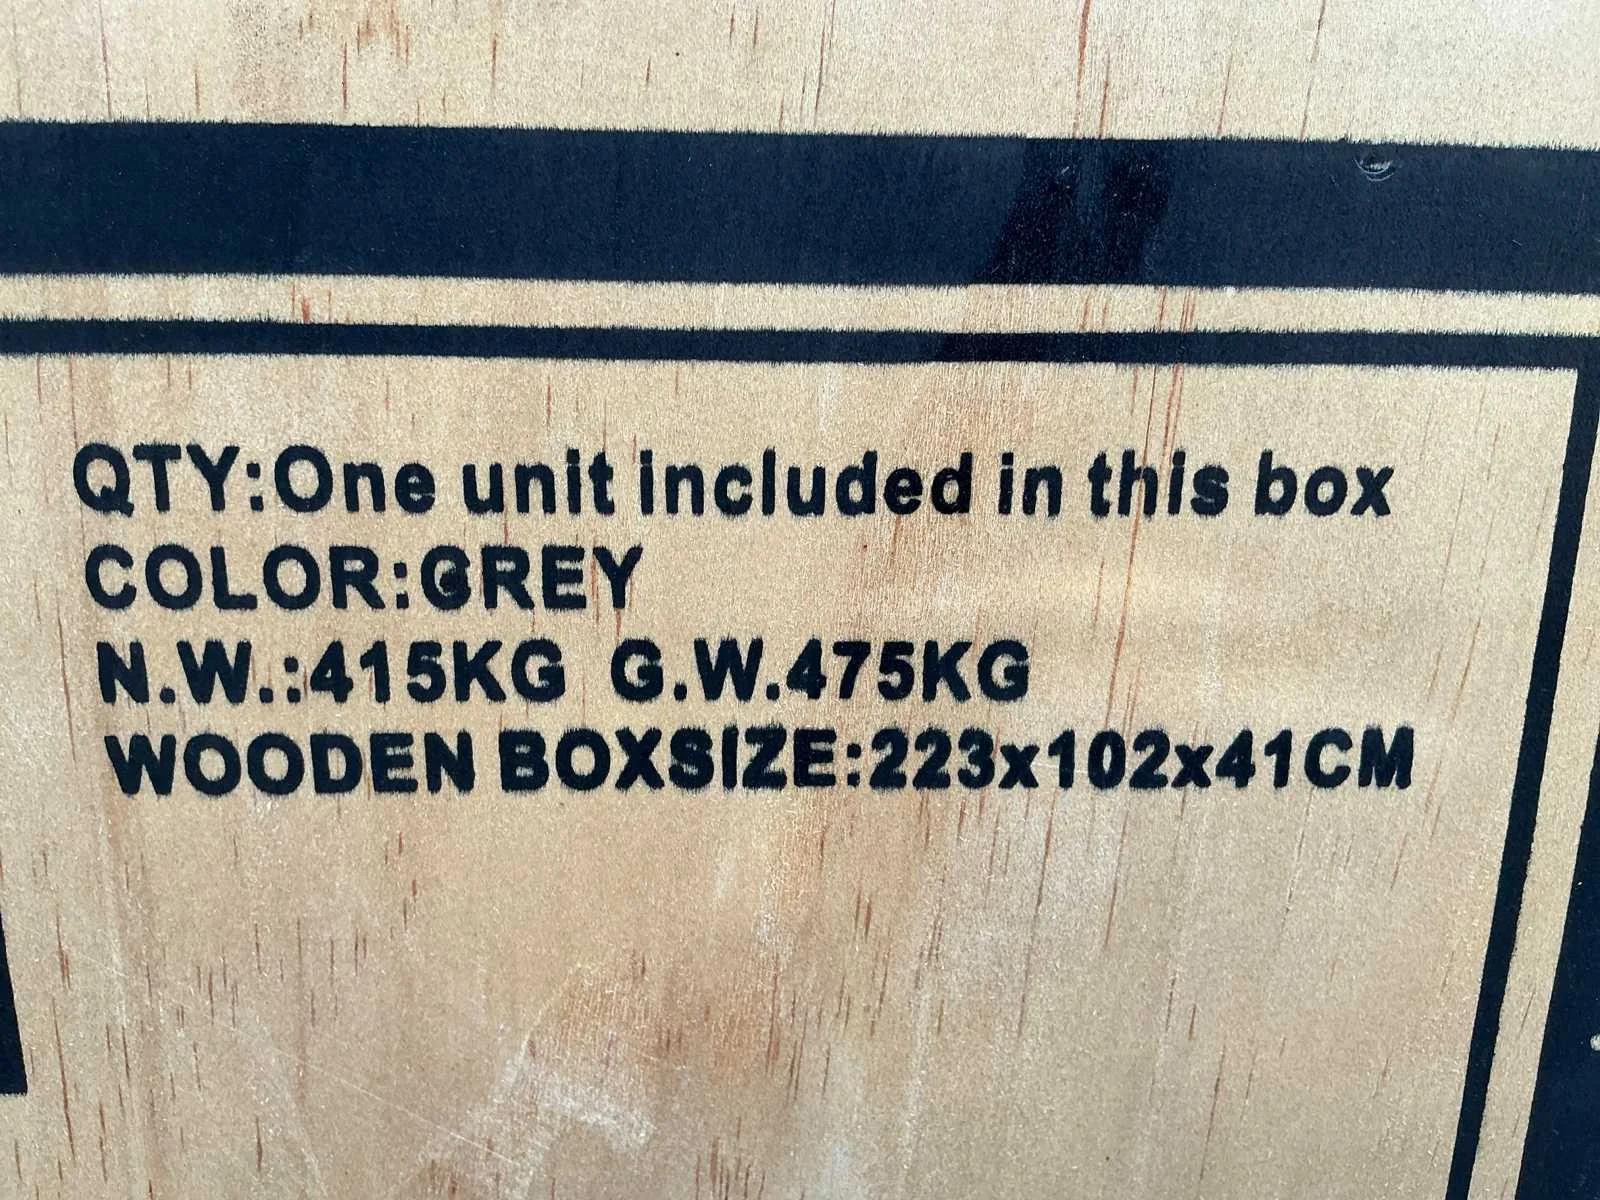 QTY:One unit included in this box
COLOR:GREY
N.W.:415KG G.W.475KG
WOODEN BOXSIZE:223x102x41CM